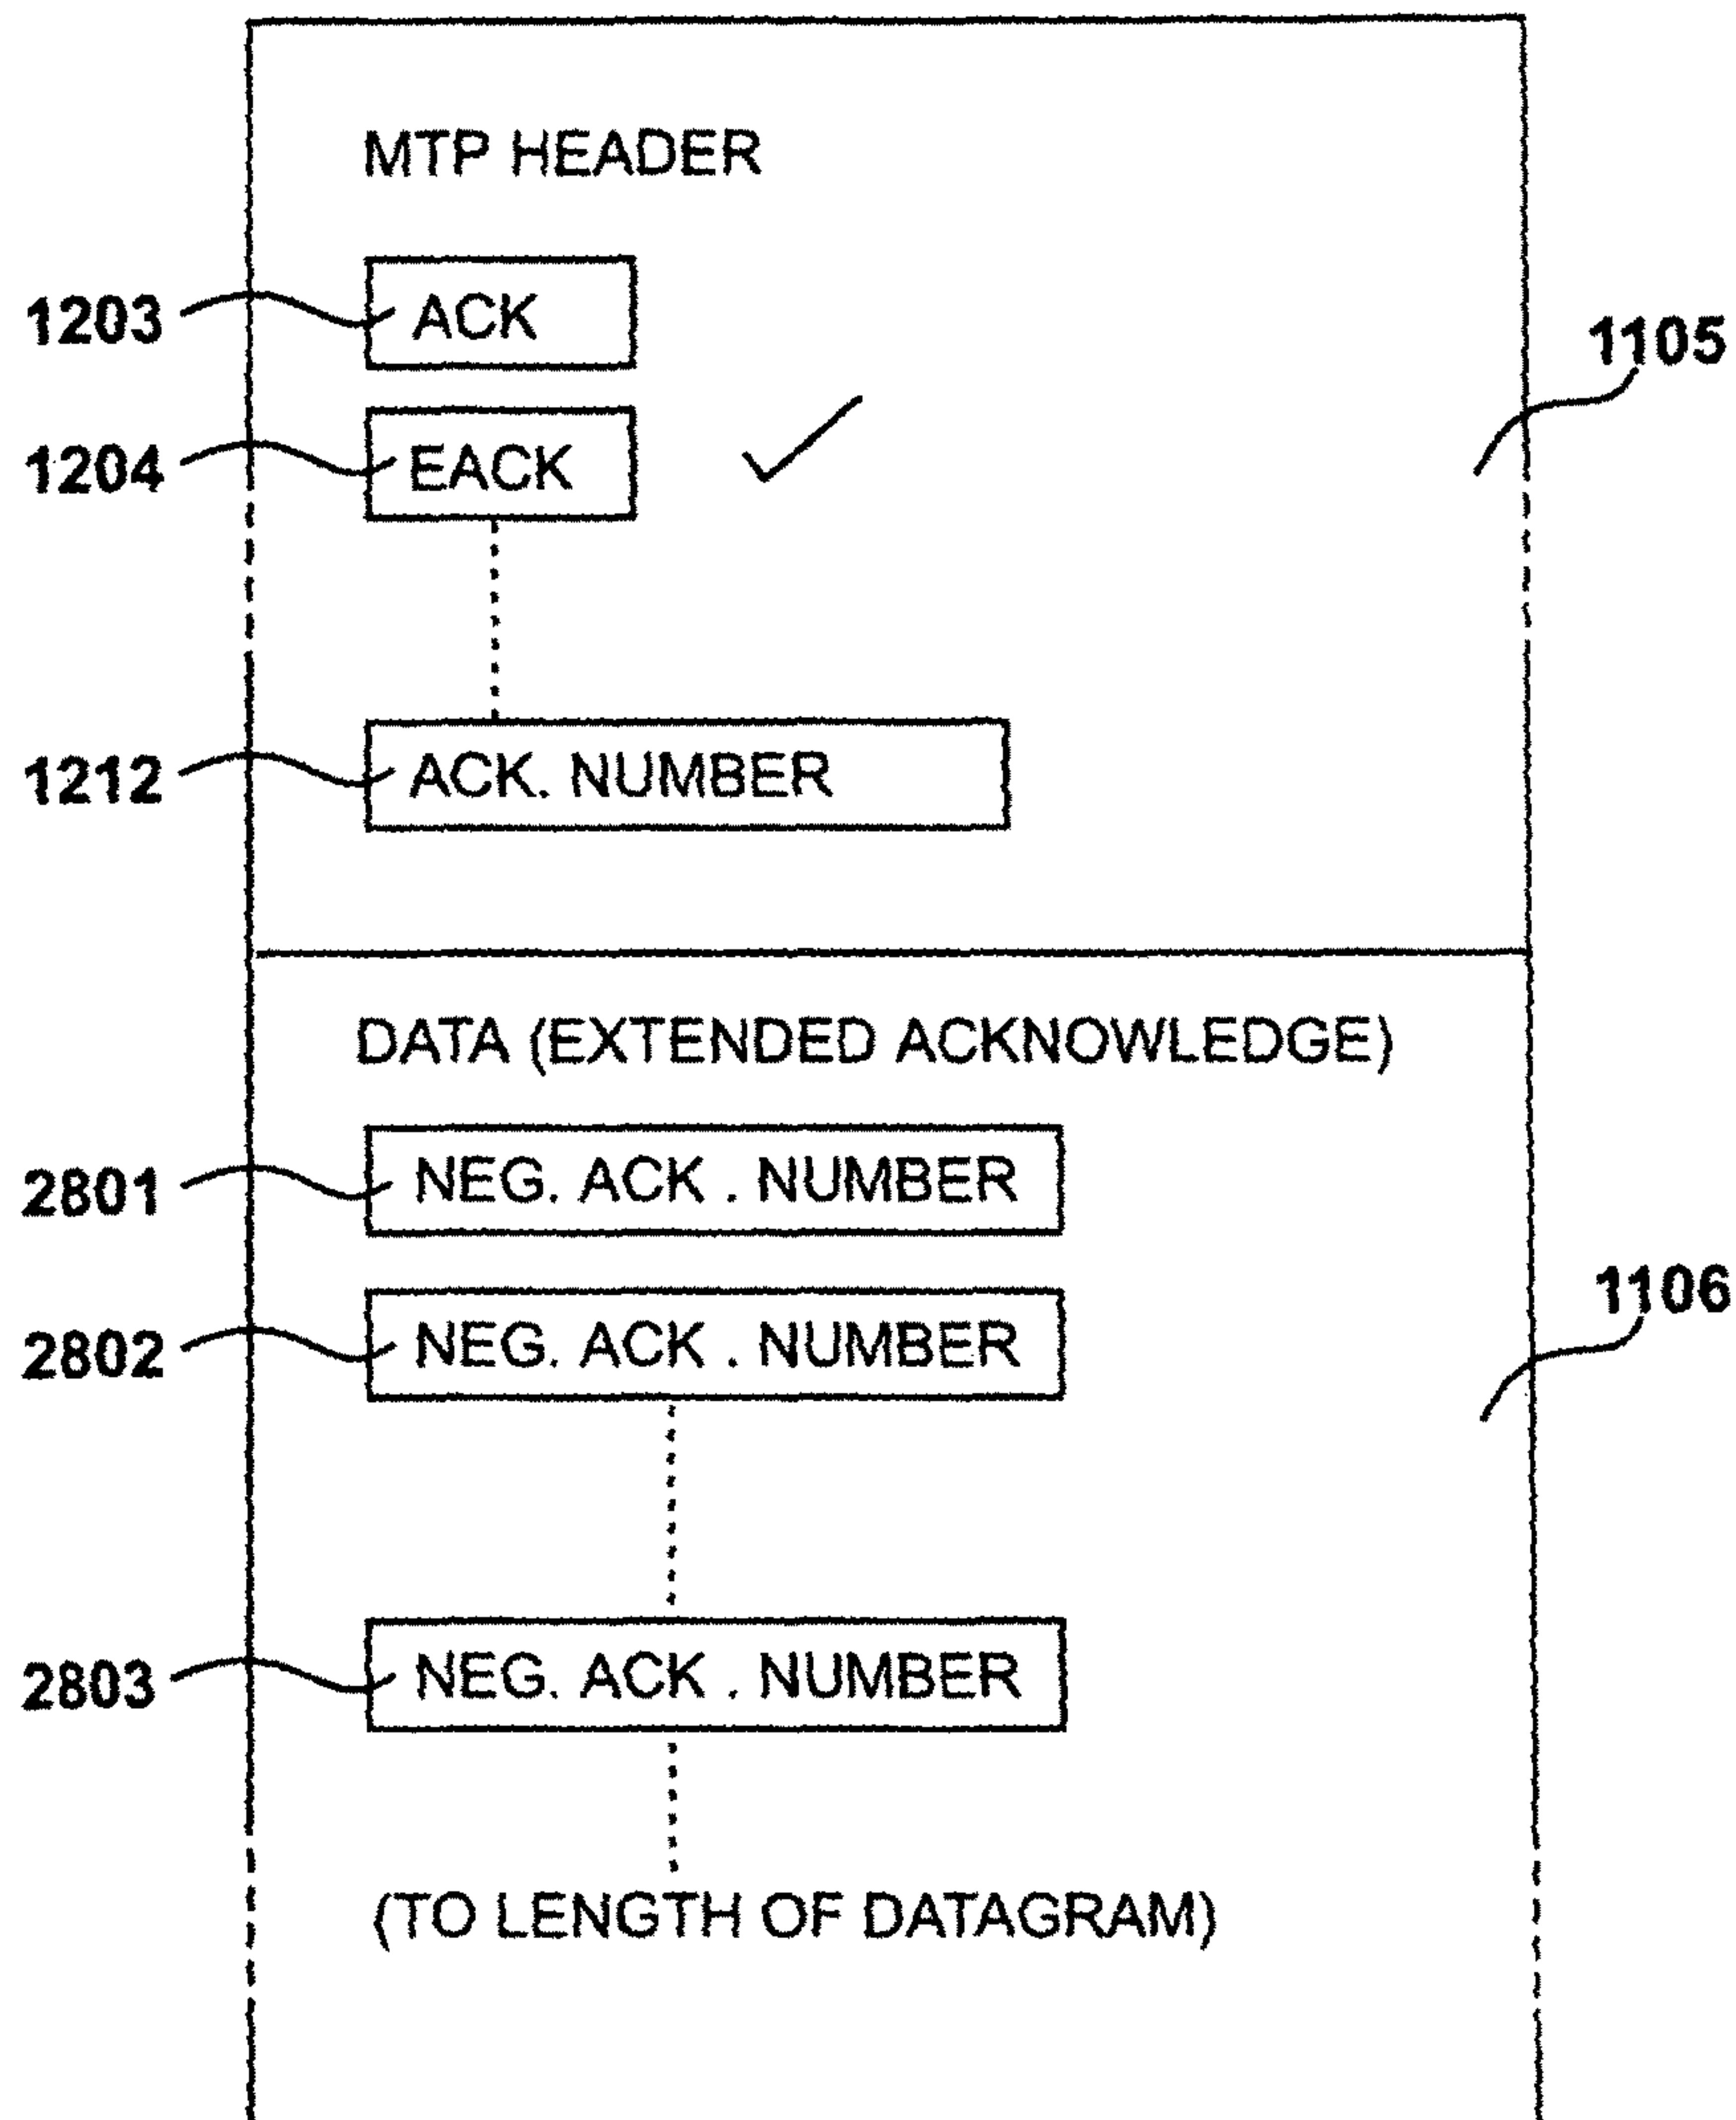 MTP HEADER
1203 ACK
1105
1204 EACK ✓
1212 ACK. NUMBER
DATA (EXTENDED ACKNOWLEDGE)
2801 NEG. ACK . NUMBER
1106
2802 NEG. ACK . NUMBER
2803 NEG. ACK . NUMBER
(TO LENGTH OF DATAGRAM)